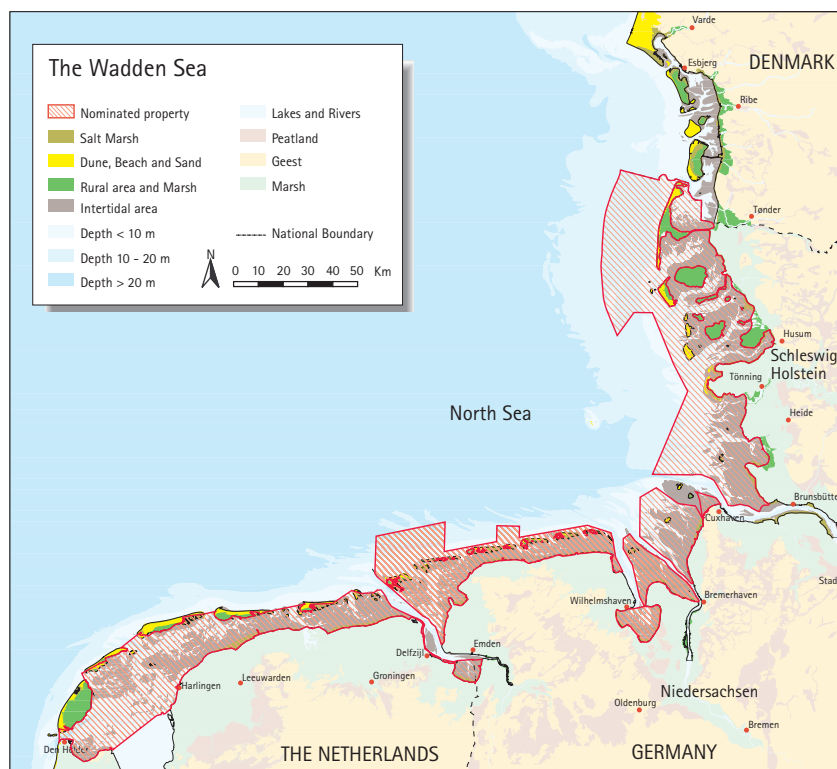 The Wadden Sea
Nominated property
Salt Marsh
Dune, Beach and Sand
Rural area and Marsh
Intertidal area
Depth < 10 m
Depth 10 - 20 m
Depth > 20 m
Lakes and Rivers
Peatland
Geest
Marsh
National Boundary
N
0 10 20 30 40 50 Km
Varde
Esbjerg
DENMARK
Ribe
Tønder
Husum
Schleswig
Holstein
Tönning
North Sea
Heide
Brunsbütte
Cuxhaven
Stad
Wilhelmshaven
Bremerhaven
Emden
Delfzijl
Groningen
Leeuwarden
Harlingen
Niedersachsen
Oldenburg
Bremen
Den Helder
THE NETHERLANDS
GERMANY